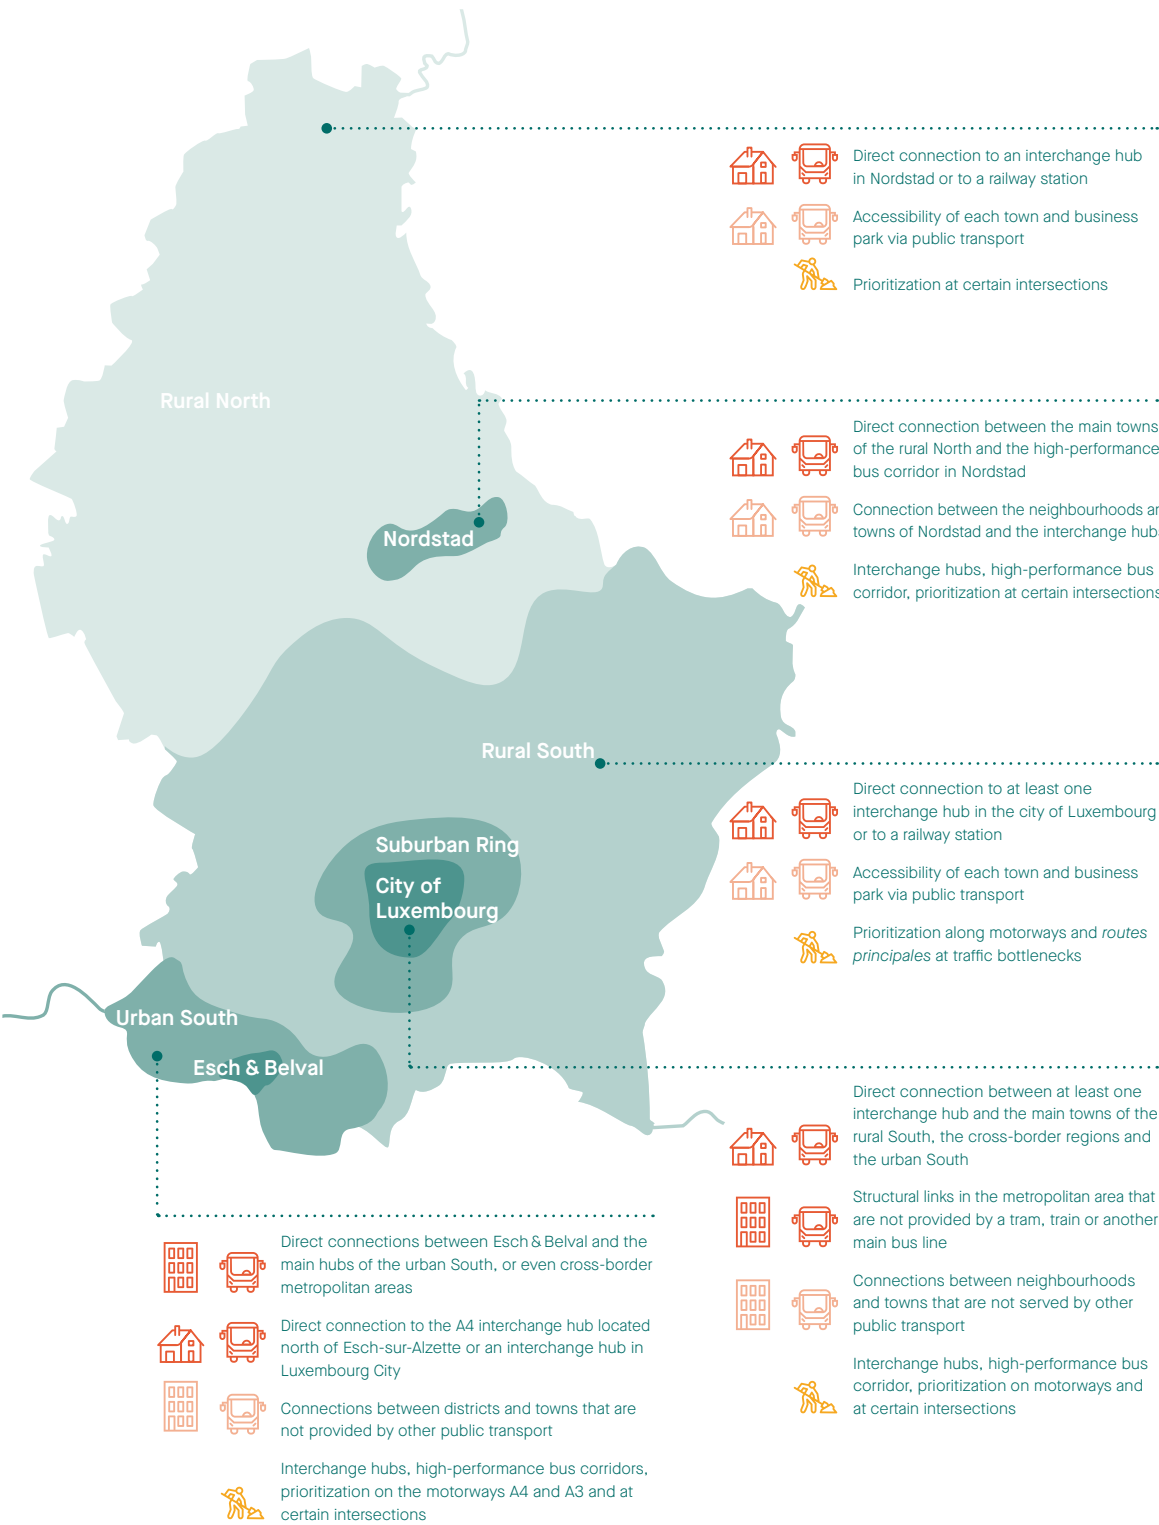 Direct connection to an interchange hub
in Nordstad or to a railway station
Accessibility of each town and business
park via public transport
Prioritization at certain intersections
Rural North
Direct connection between the main towns
of the rural North and the high-performance
bus corridor in Nordstad
Connection between the neighbourhoods
towns of Nordstad and the interchange
Interchange hubs, high-performance bus
corridor, prioritization at certain intersections
Nordstad
Rural South
Direct connection to at least one
interchange hub in the city of Luxembourg
or to a railway station
Accessibility of each town and business
park via public transport
Prioritization along motorways and routes
principales at traffic bottlenecks
Suburban Ring
City of
Luxembourg
Urban South
Esch & Belval
Direct connection between at least one
interchange hub and the main towns of the
rural South, the cross-border regions and
the urban South
Structural links in the metropolitan area that
are not provided by a tram, train or another
main bus line
Connections between neighbourhoods
and towns that are not served by other
public transport
Interchange hubs, high-performance bus
corridor, prioritization on motorways and
at certain intersections
Direct connections between Esch & Belval and the
main hubs of the urban South, or even cross-border
metropolitan areas
Direct connection to the A4 interchange hub located
north of Esch-sur-Alzette or an interchange hub in
Luxembourg City
Connections between districts and towns that are
not provided by other public transport
Interchange hubs, high-performance bus corridors,
prioritization on the motorways A4 and A3 and at
certain intersections